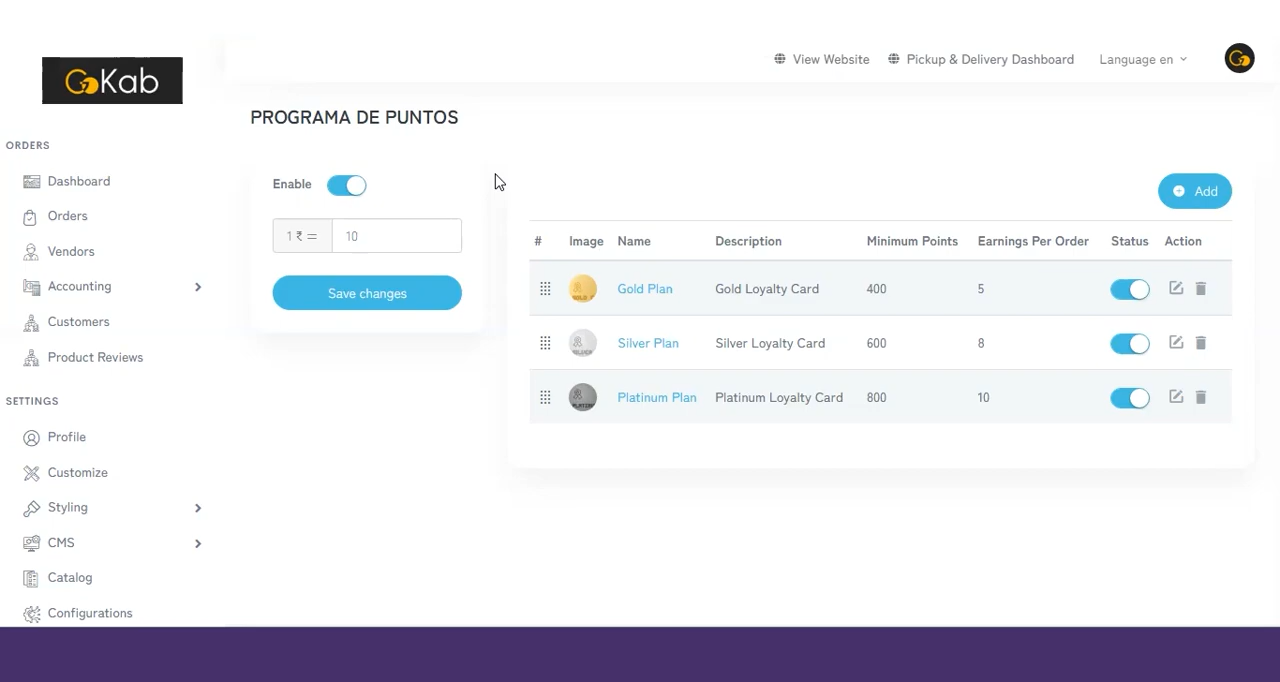 GoKab
View Website
Pickup & Delivery Dashboard
Language en
PROGRAMA DE PUNTOS
ORDERS
Dashboard
Orders
Vendors
Accounting
Customers
Product Reviews
SETTINGS
Profile
Customize
Styling
CMS
Catalog
Configurations
Enable
1 ₹ = 10
Save changes
Add
# Image Name Description Minimum Points Earnings Per Order Status Action
Gold Plan Gold Loyalty Card 400 5
Silver Plan Silver Loyalty Card 600 8
Platinum Plan Platinum Loyalty Card 800 10